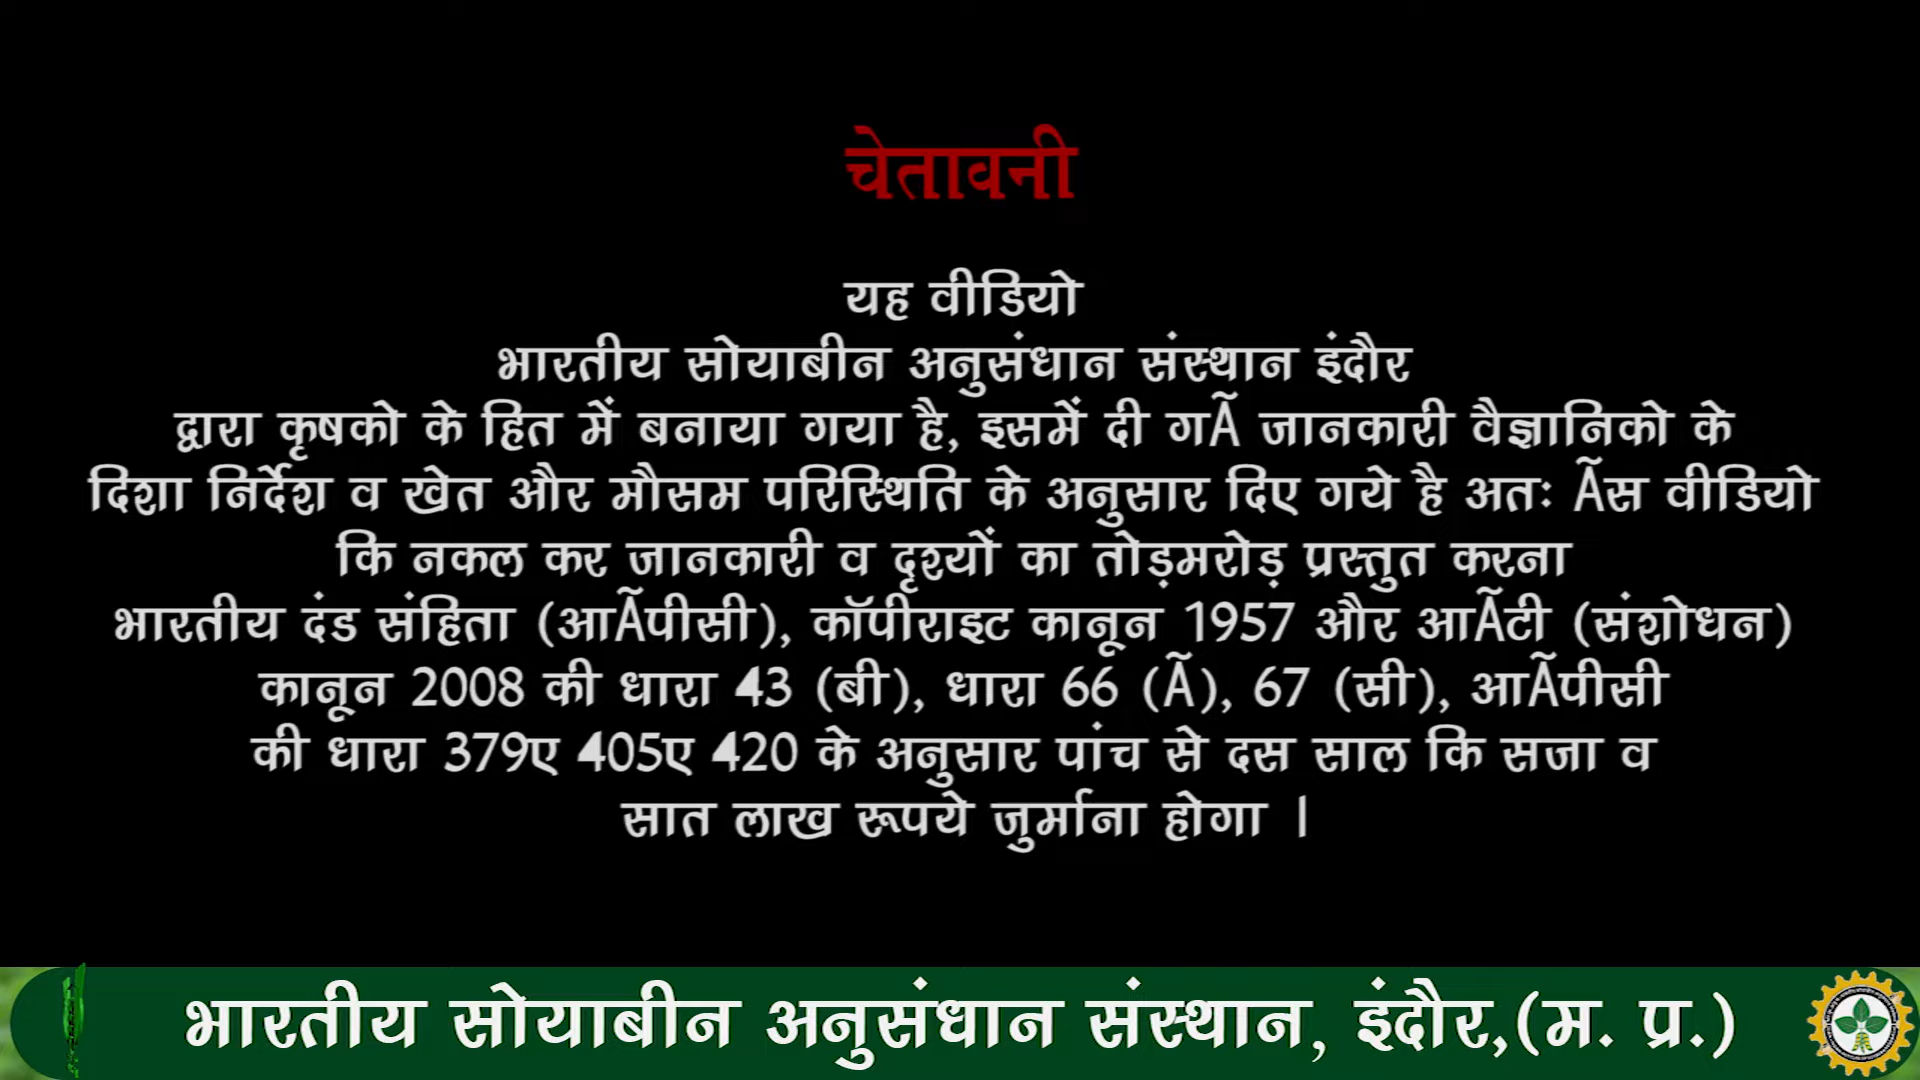 चेतावनी
यह वीडियो
भारतीय सोयाबीन अनुसंधान संस्थान इंदौर
द्वारा कृषको के हित में बनाया गया है, इसमें दी गÃ जानकारी वैज्ञानिको के
दिशा निर्देश व खेत और मौसम परिस्थिति के अनुसार दिए गये है अतः Ãस वीडियो
कि नकल कर जानकारी व दृश्यों का तोड़मरोड़ प्रस्तुत करना
भारतीय दंड संहिता (आÃपीसी), कॉपीराइट कानून 1957 और आÃटी (संशोधन)
कानून 2008 की धारा 43 (बी), धारा 66 (Ã), 67 (सी), आÃपीसी
की धारा 379ए 405ए 420 के अनुसार पांच से दस साल कि सजा व
सात लाख रूपये जुर्माना होगा ।
भारतीय सोयाबीन अनुसंधान संस्थान, इंदौर,(म. प्र.)